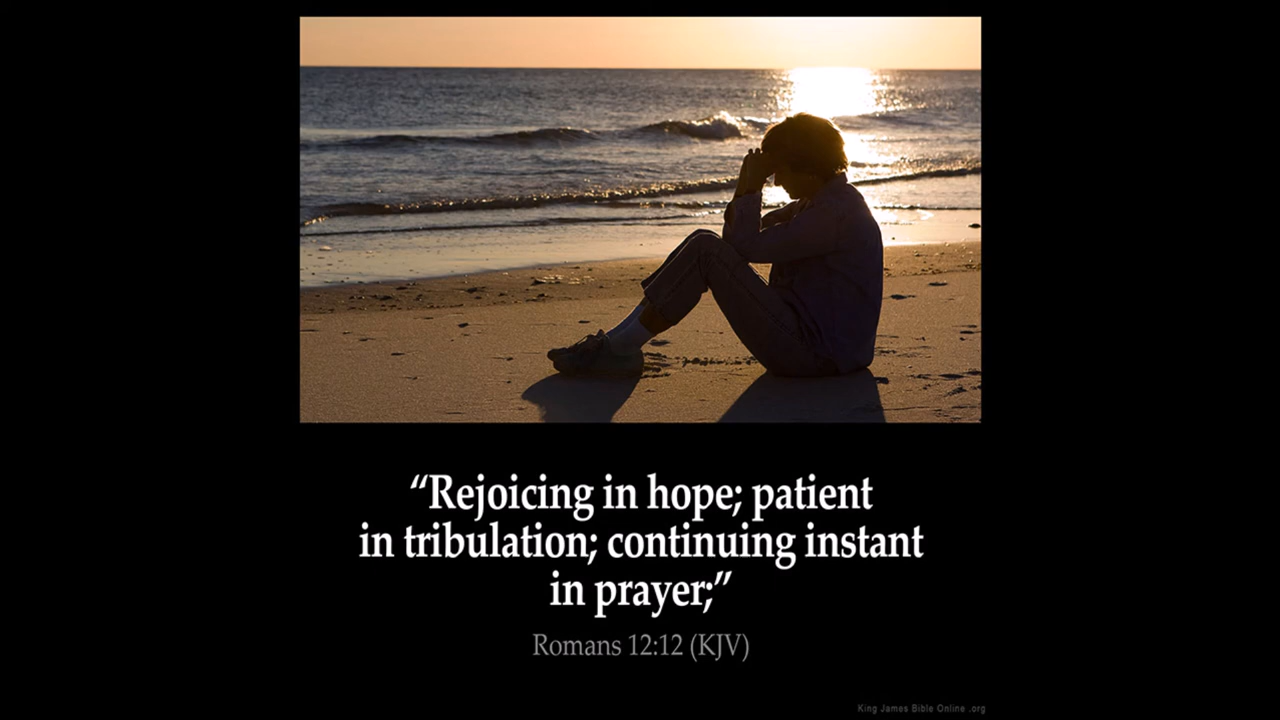 “Rejoicing in hope; patient
in tribulation; continuing instant
in prayer;”
Romans 12:12 (KJV)
King James Bible Online .org